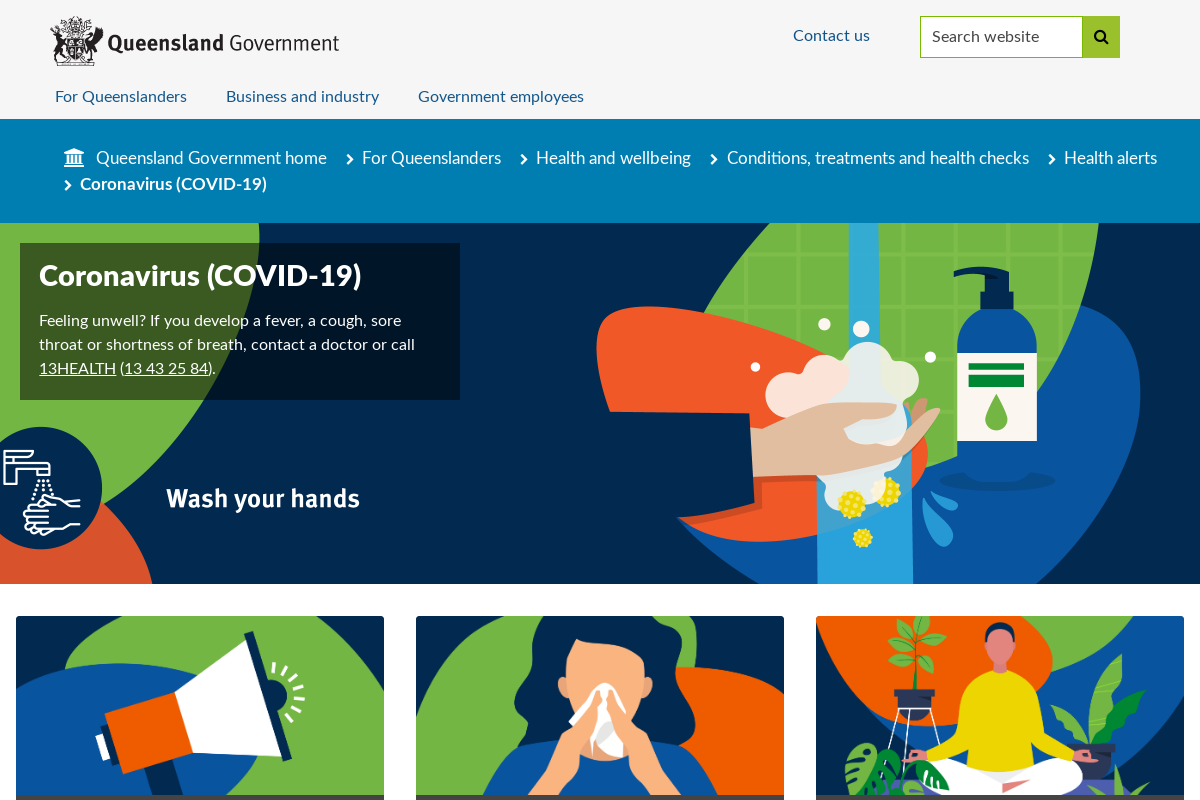 Queensland Government
Contact us
Search website
For Queenslanders
Business and industry
Government employees
Queensland Government home
For Queenslanders
Health and wellbeing
Conditions, treatments and health checks
Health alerts
Coronavirus (COVID-19)
Coronavirus (COVID-19)
Feeling unwell? If you develop a fever, a cough, sore
throat or shortness of breath, contact a doctor or call
13HEALTH (13 43 25 84).
Wash your hands